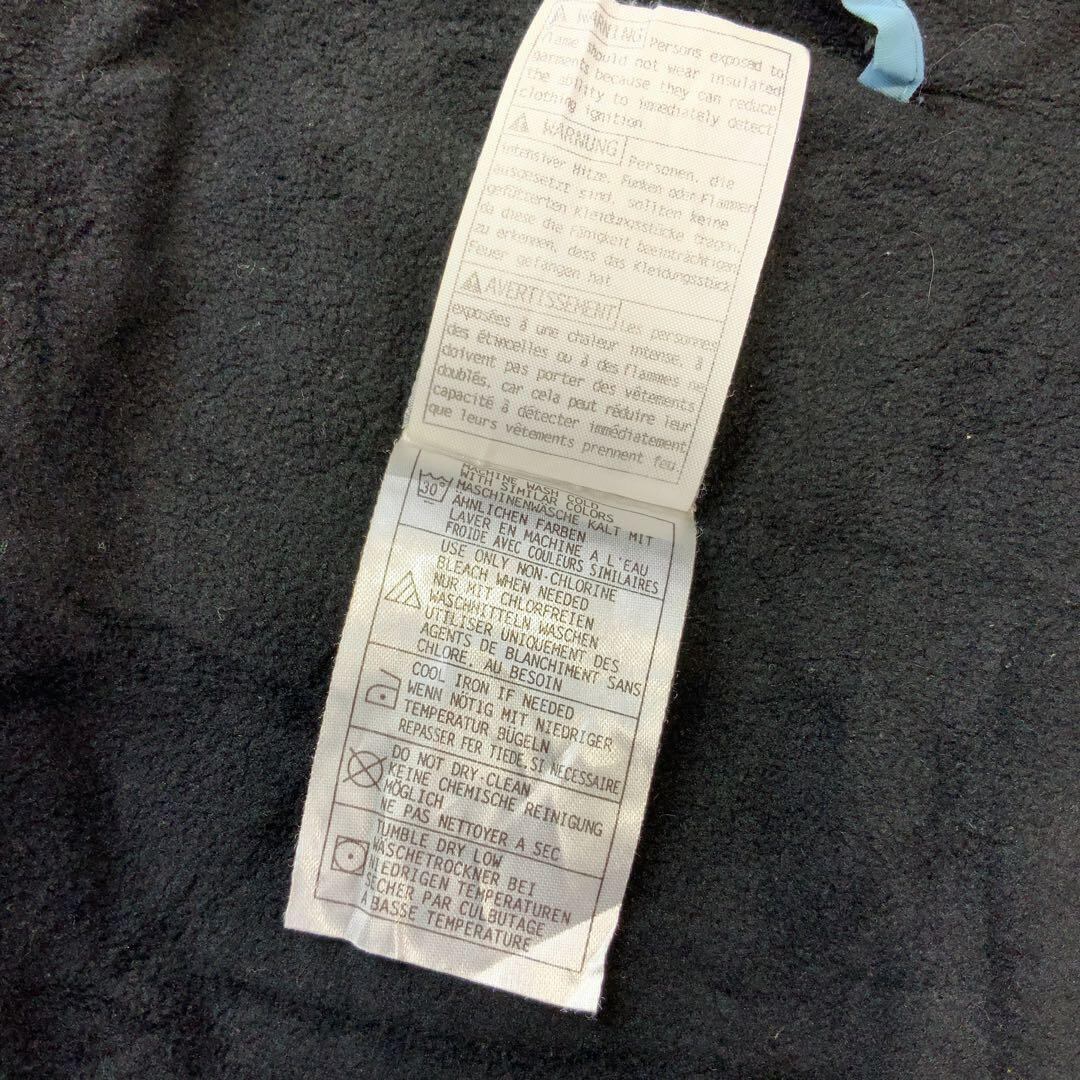 WARNING Persons exposed to
flame should not wear insulated
garments because they can reduce
the ability to immediately detect
clothing ignition
WARNUNG Personen, die
intensiver Hitze, Funken oder Flammen
ausgesetzt sind, sollten keine
gefütterten Kleidungsstücke tragen,
da diese die Fähigkeit beeinträchtigen,
zu erkennen, dass das Kleidungsstück
Feuer gefangen hat
AVERTISSEMENT Les personnes
exposées à une chaleur intense, à
des étincelles ou à des flammes ne
doivent pas porter des vêtements
doublés, car cela peut réduire leur
capacité à détecter immédiatement
que leurs vêtements prennent feu
30
MACHINE WASH COLD
WITH SIMILAR COLORS
MASCHINENWÄSCHE KALT MIT
ÄHNLICHEN FARBEN
LAVER EN MACHINE A L'EAU
FROIDE AVEC COULEURS SIMILAIRES
USE ONLY NON-CHLORINE
BLEACH WHEN NEEDED
NUR MIT CHLORFREIEN
WASCHMITTELN WASCHEN
UTILISER UNIQUEMENT DES
AGENTS DE BLANCHIMENT SANS
CHLORE, AU BESOIN
COOL IRON IF NEEDED
WENN NÖTIG MIT NIEDRIGER
TEMPERATUR BÜGELN
REPASSER FER TIEDE,SI NECESSAIRE
DO NOT DRY CLEAN
KEINE CHEMISCHE REINIGUNG
MÖGLICH
NE PAS NETTOYER A SEC
TUMBLE DRY LOW
WASCHETROCKNER BEI
NIEDRIGEN TEMPERATUREN
SECHER PAR CULBUTAGE
A BASSE TEMPERATURE